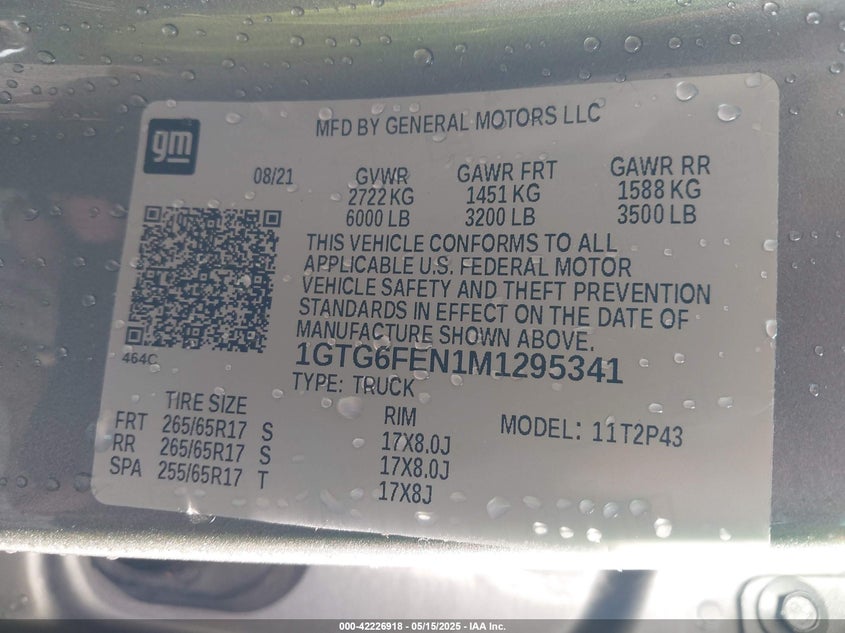 MFD BY GENERAL MOTORS LLC
gm
08/21 GVWR GAWR FRT GAWR RR
2722 KG 1451 KG 1588 KG
6000 LB 3200 LB 3500 LB
THIS VEHICLE CONFORMS TO ALL
APPLICABLE U.S. FEDERAL MOTOR
VEHICLE SAFETY AND THEFT PREVENTION
STANDARDS IN EFFECT ON THE DATE OF
MANUFACTURE SHOWN ABOVE.
464C
1GTG6FEN1M1295341
TYPE: TRUCK
TIRE SIZE RIM MODEL: 11T2P43
FRT 265/65R17 S 17X8.0J
RR 265/65R17 S 17X8.0J
SPA 255/65R17 T 17X8J
000-42226918 - 05/15/2025 - IAA Inc.